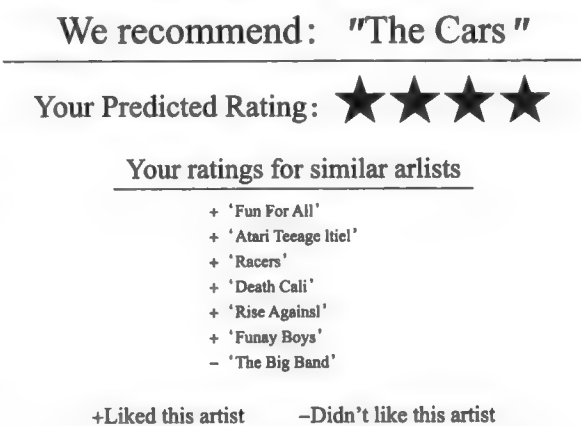 We recommend: "The Cars"
Your Predicted Rating: ★★★★
Your ratings for similar arlists
+ 'Fun For All'
+ 'Atari Teeage Itiel'
+ 'Racers'
+ 'Death Cali'
+ 'Rise Againsl'
+ 'Funay Boys'
– 'The Big Band'
+Liked this artist –Didn't like this artist